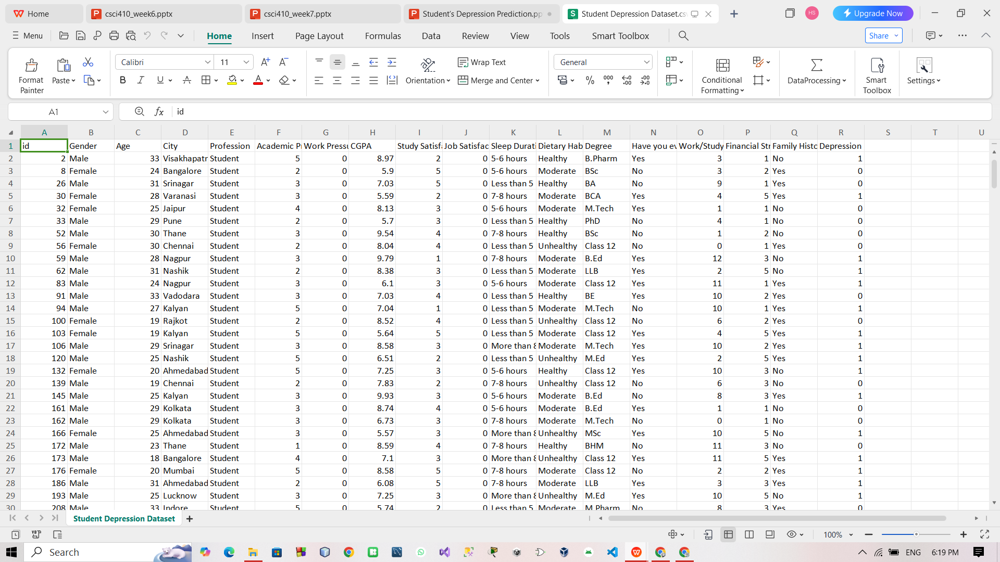 Home csci410_week6.pptx csci410_week7.pptx Student's Depression Prediction.pp Student Depression Dataset.cs HS Upgrade Now
Menu Home Insert Page Layout Formulas Data Review View Tools Smart Toolbox Share
Format Painter Paste Calibri 11 Wrap Text General
Orientation Merge and Center Conditional Formatting DataProcessing Smart Toolbox Settings
A1 fx id
A B C D E F G H I J K L M N O P Q R S T U
1 id Gender Age City Profession Academic P Work Pressu CGPA Study Satisfa Job Satisfac Sleep Durati Dietary Hab Degree Have you ev Work/Study Financial Str Family Histo Depression
2 2 Male 33 Visakhapatr Student 5 0 8.97 2 0 5-6 hours Healthy B.Pharm Yes 3 1 No 1
3 8 Female 24 Bangalore Student 2 0 5.9 5 0 5-6 hours Moderate BSc No 3 2 Yes 0
4 26 Male 31 Srinagar Student 3 0 7.03 5 0 Less than 5 Healthy BA No 9 1 Yes 0
5 30 Female 28 Varanasi Student 3 0 5.59 2 0 7-8 hours Moderate BCA Yes 4 5 Yes 1
6 32 Female 25 Jaipur Student 4 0 8.13 3 0 5-6 hours Moderate M.Tech Yes 1 1 No 0
7 33 Male 29 Pune Student 2 0 5.7 3 0 Less than 5 Healthy PhD No 4 1 No 0
8 52 Male 30 Thane Student 3 0 9.54 4 0 7-8 hours Healthy BSc No 1 2 No 0
9 56 Female 30 Chennai Student 2 0 8.04 4 0 Less than 5 Unhealthy Class 12 No 0 1 Yes 0
10 59 Male 28 Nagpur Student 3 0 9.79 1 0 7-8 hours Moderate B.Ed Yes 12 3 No 1
11 62 Male 31 Nashik Student 2 0 8.38 3 0 Less than 5 Moderate LLB Yes 2 5 No 1
12 83 Male 24 Nagpur Student 3 0 6.1 3 0 5-6 hours Moderate Class 12 Yes 11 1 Yes 1
13 91 Male 33 Vadodara Student 3 0 7.03 4 0 Less than 5 Healthy BE Yes 10 2 Yes 0
14 94 Male 27 Kalyan Student 5 0 7.04 1 0 Less than 5 Moderate M.Tech No 10 1 Yes 1
15 100 Female 19 Rajkot Student 2 0 8.52 4 0 Less than 5 Unhealthy Class 12 No 6 2 Yes 0
16 103 Female 19 Kalyan Student 5 0 5.64 5 0 Less than 5 Moderate Class 12 Yes 4 5 Yes 1
17 106 Male 29 Srinagar Student 3 0 8.58 3 0 More than 8 Moderate M.Tech Yes 10 2 Yes 1
18 120 Male 25 Nashik Student 5 0 6.51 2 0 Less than 5 Unhealthy M.Ed Yes 2 5 Yes 1
19 132 Female 20 Ahmedabad Student 5 0 7.25 3 0 5-6 hours Healthy Class 12 Yes 10 3 No 1
20 139 Male 19 Chennai Student 2 0 7.83 2 0 7-8 hours Unhealthy Class 12 No 6 3 No 0
21 145 Male 25 Kalyan Student 3 0 9.93 3 0 5-6 hours Moderate B.Ed No 8 3 Yes 1
22 161 Male 29 Kolkata Student 3 0 8.74 4 0 5-6 hours Moderate B.Ed Yes 1 1 No 0
23 162 Male 29 Kolkata Student 3 0 6.73 3 0 7-8 hours Moderate M.Tech No 0 1 No 0
24 166 Female 25 Ahmedabad Student 3 0 5.57 3 0 More than 8 Unhealthy MSc Yes 10 5 No 1
25 172 Male 23 Thane Student 1 0 8.59 4 0 7-8 hours Healthy BHM No 11 3 No 0
26 173 Male 18 Bangalore Student 4 0 7.1 3 0 More than 8 Unhealthy Class 12 Yes 11 5 Yes 1
27 176 Female 20 Mumbai Student 5 0 8.58 5 0 7-8 hours Moderate Class 12 No 2 2 Yes 1
28 186 Male 31 Ahmedabad Student 2 0 6.08 5 0 7-8 hours Moderate LLB Yes 3 3 Yes 1
29 193 Male 25 Lucknow Student 3 0 7.25 3 0 More than 8 Unhealthy M.Ed Yes 10 5 No 1
30 208 Male 33 Indore Student 5 0 5.74 2 0 Less than 5 Moderate M.Pharm No 8 3 Yes 0
Student Depression Dataset
100%
Search ENG 6:19 PM